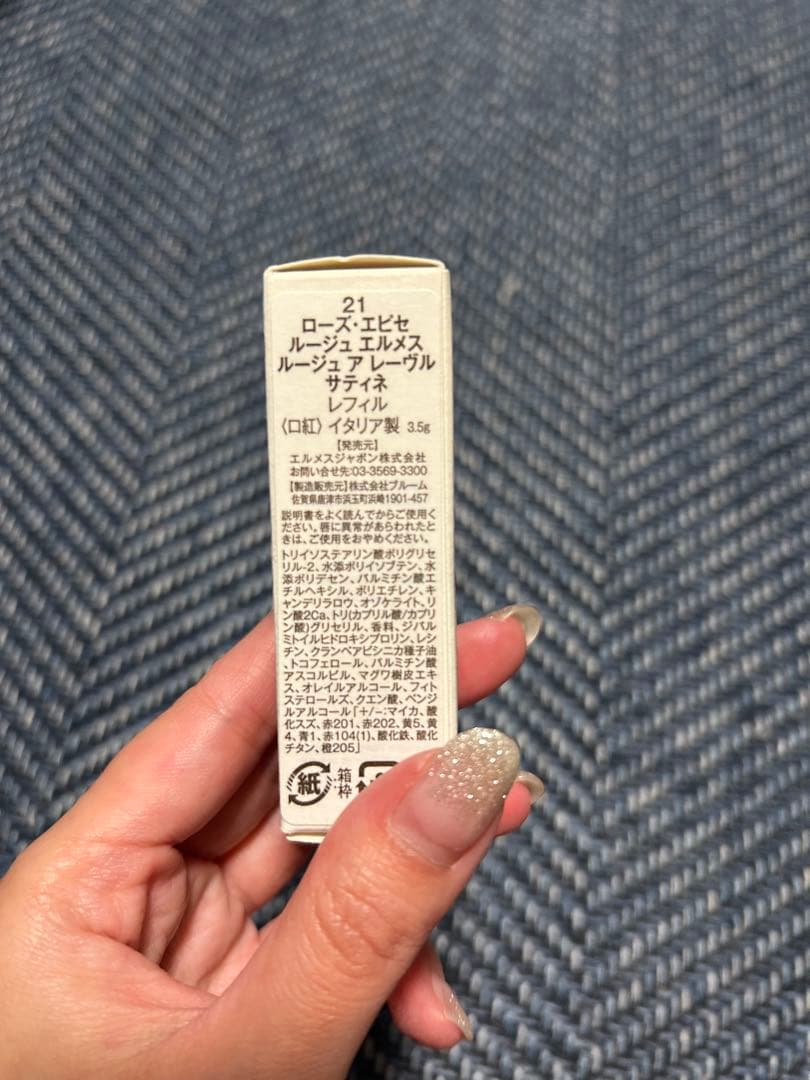 21
ローズ・エピセ
ルージュ エルメス
ルージュ ア レーヴル
サティネ
レフィル
〈口紅〉イタリア製 3.5g
【発売元】
エルメスジャポン株式会社
お問い合せ先:03-3569-3300
【製造販売元】株式会社ブルーム
佐賀県唐津市浜玉町浜崎1901-457
説明書をよく読んでからご使用く
ださい。唇に異常があらわれたと
きは、ご使用をおやめください。
トリイソステアリン酸ポリグリセ
リル-2、水添ポリイソブテン、水
添ポリデセン、パルミチン酸エ
チルヘキシル、ポリエチレン、キ
ャンデリラロウ、オゾケライト、リン
酸2Ca、トリ(カプリル酸/カプリ
ン酸)グリセリル、香料、ジパル
ミトイルヒドロキシプロリン、レシ
チン、クランベアビシニカ種子油
、トコフェロール、パルミチン酸
アスコルビル、マグワ樹皮エキ
ス、オレイルアルコール、フィト
ステロールズ、クエン酸、ベンジ
ルアルコール「+/−:マイカ、酸
化スズ、赤201、赤202、黄5、黄
4、青1、赤104(1)、酸化鉄、酸化
チタン、橙205」
紙 箱
枠